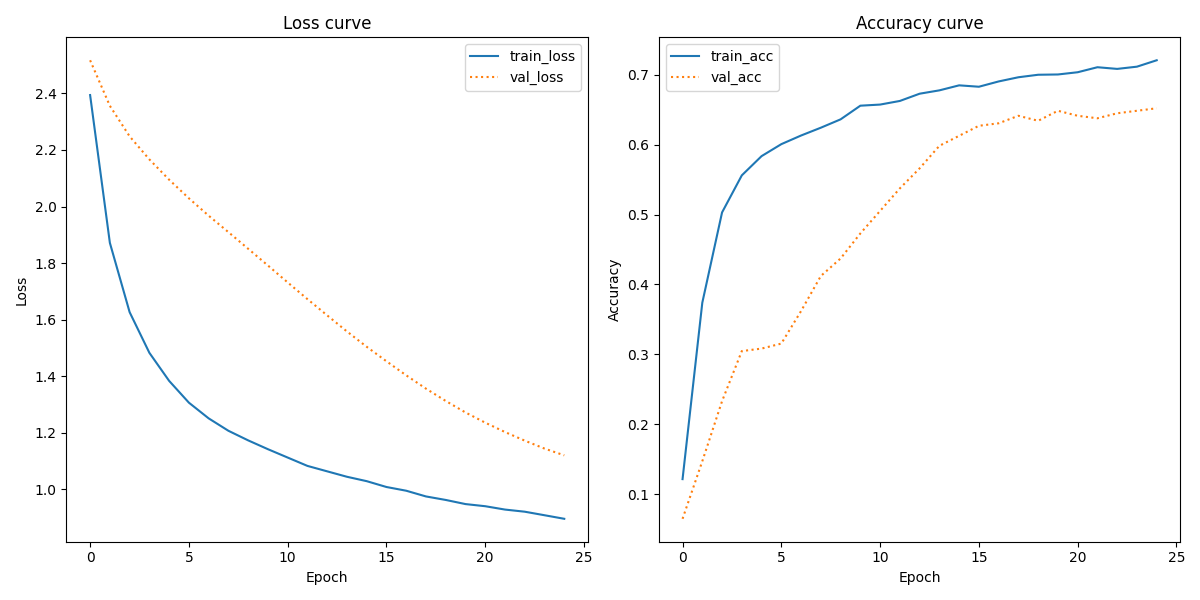 Loss curve
train_loss
val_loss
2.4
2.2
2.0
1.8
1.6
1.4
1.2
1.0
Loss
0
5
10
15
20
25
Epoch
Accuracy curve
train_acc
val_acc
0.7
0.6
0.5
0.4
0.3
0.2
0.1
Accuracy
0
5
10
15
20
25
Epoch